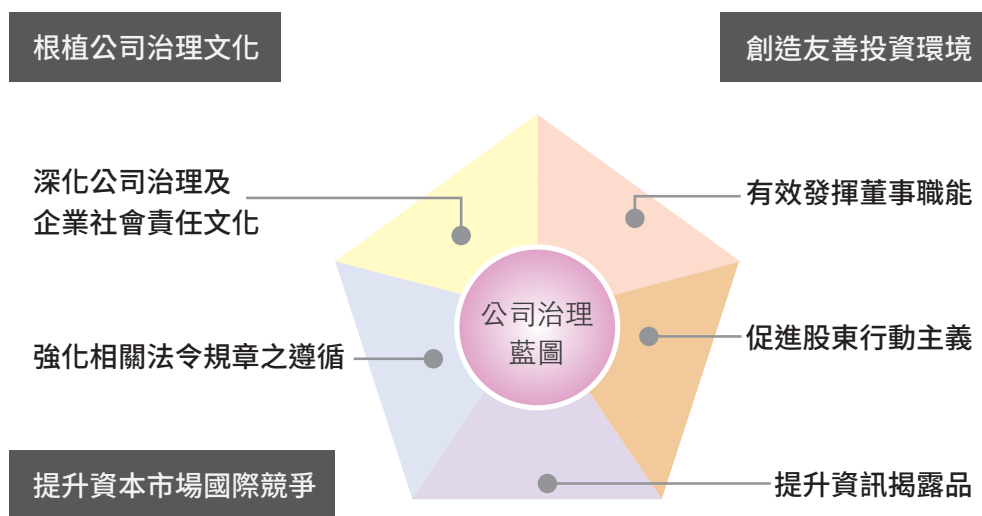 根植公司治理文化
創造友善投資環境
深化公司治理及
企業社會責任文化
有效發揮董事職能
公司治理
藍圖
強化相關法令規章之遵循
促進股東行動主義
提升資本市場國際競爭
提升資訊揭露品